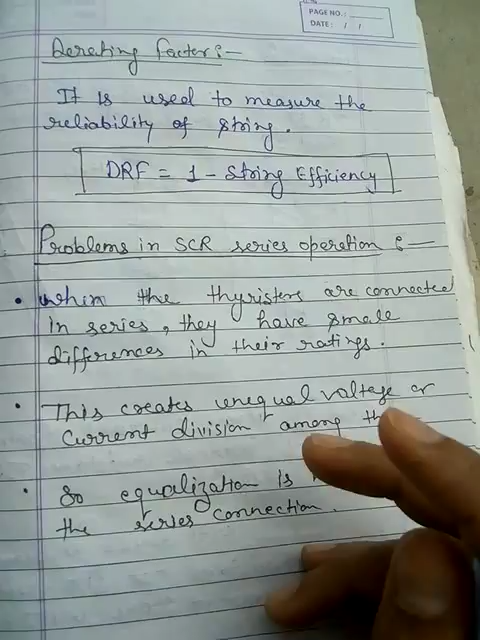 PAGE NO.:
DATE: / /
Derating Factor :-
It is used to measure the
reliability of string.
DRF = 1 - String Efficiency
Problems in SCR series operation :-
• when the thyristers are connected
in series, they have small
differences in their ratings.
• This creates unequal voltage or
current division among
• So equalization is
the series connection.